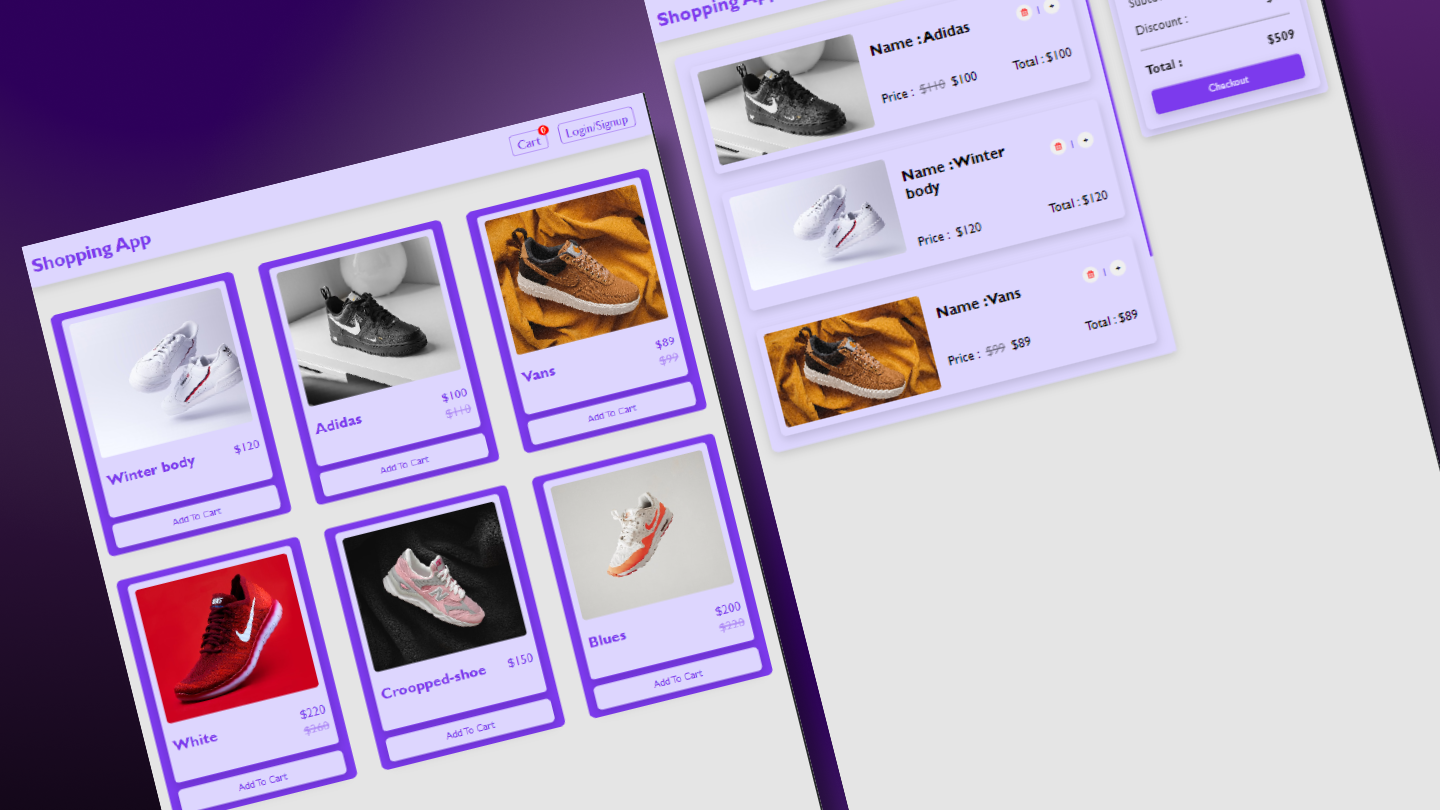 Shopping App
Cart
0
Login/Signup
Winter body
$120
Add To Cart
Adidas
$100
$110
Add To Cart
Vans
$89
$99
Add To Cart
White
$220
$260
Add To Cart
Croopped-shoe
$150
Add To Cart
Blues
$200
$220
Add To Cart
Shopping App
Name :Adidas
1
+
Price : $110 $100
Total : $100
Name :Winter
body
1
+
Price : $120
Total : $120
Name :Vans
1
+
Price : $99 $89
Total : $89
Discount :
Total :
$509
Checkout